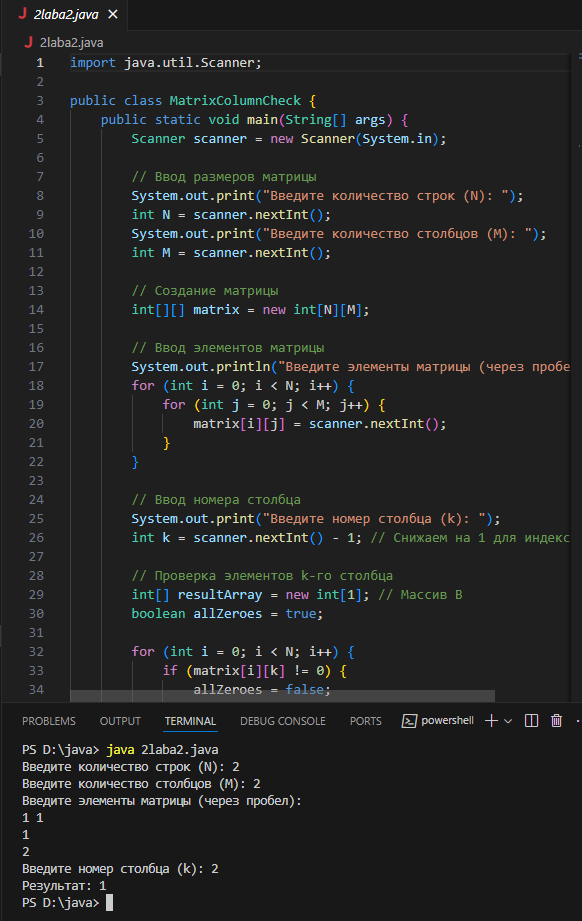 2laba2.java
2laba2.java
1 import java.util.Scanner;
2
3 public class MatrixColumnCheck {
4 public static void main(String[] args) {
5 Scanner scanner = new Scanner(System.in);
6
7 // Ввод размеров матрицы
8 System.out.print("Введите количество строк (N): ");
9 int N = scanner.nextInt();
10 System.out.print("Введите количество столбцов (M): ");
11 int M = scanner.nextInt();
12
13 // Создание матрицы
14 int[][] matrix = new int[N][M];
15
16 // Ввод элементов матрицы
17 System.out.println("Введите элементы матрицы (через пробе
18 for (int i = 0; i < N; i++) {
19 for (int j = 0; j < M; j++) {
20 matrix[i][j] = scanner.nextInt();
21 }
22 }
23
24 // Ввод номера столбца
25 System.out.print("Введите номер столбца (k): ");
26 int k = scanner.nextInt() - 1; // Снижаем на 1 для индекс
27
28 // Проверка элементов k-го столбца
29 int[] resultArray = new int[1]; // Массив B
30 boolean allZeroes = true;
31
32 for (int i = 0; i < N; i++) {
33 if (matrix[i][k] != 0) {
34 allZeroes = false;
PROBLEMS OUTPUT TERMINAL DEBUG CONSOLE PORTS powershell
PS D:\java> java 2laba2.java
Введите количество строк (N): 2
Введите количество столбцов (M): 2
Введите элементы матрицы (через пробел):
1 1
1
2
Введите номер столбца (k): 2
Результат: 1
PS D:\java>